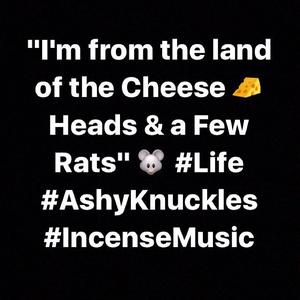 "I'm from the land
of the Cheese 🧀
Heads & a Few
Rats" 🐭 #Life
#AshyKnuckles
#IncenseMusic